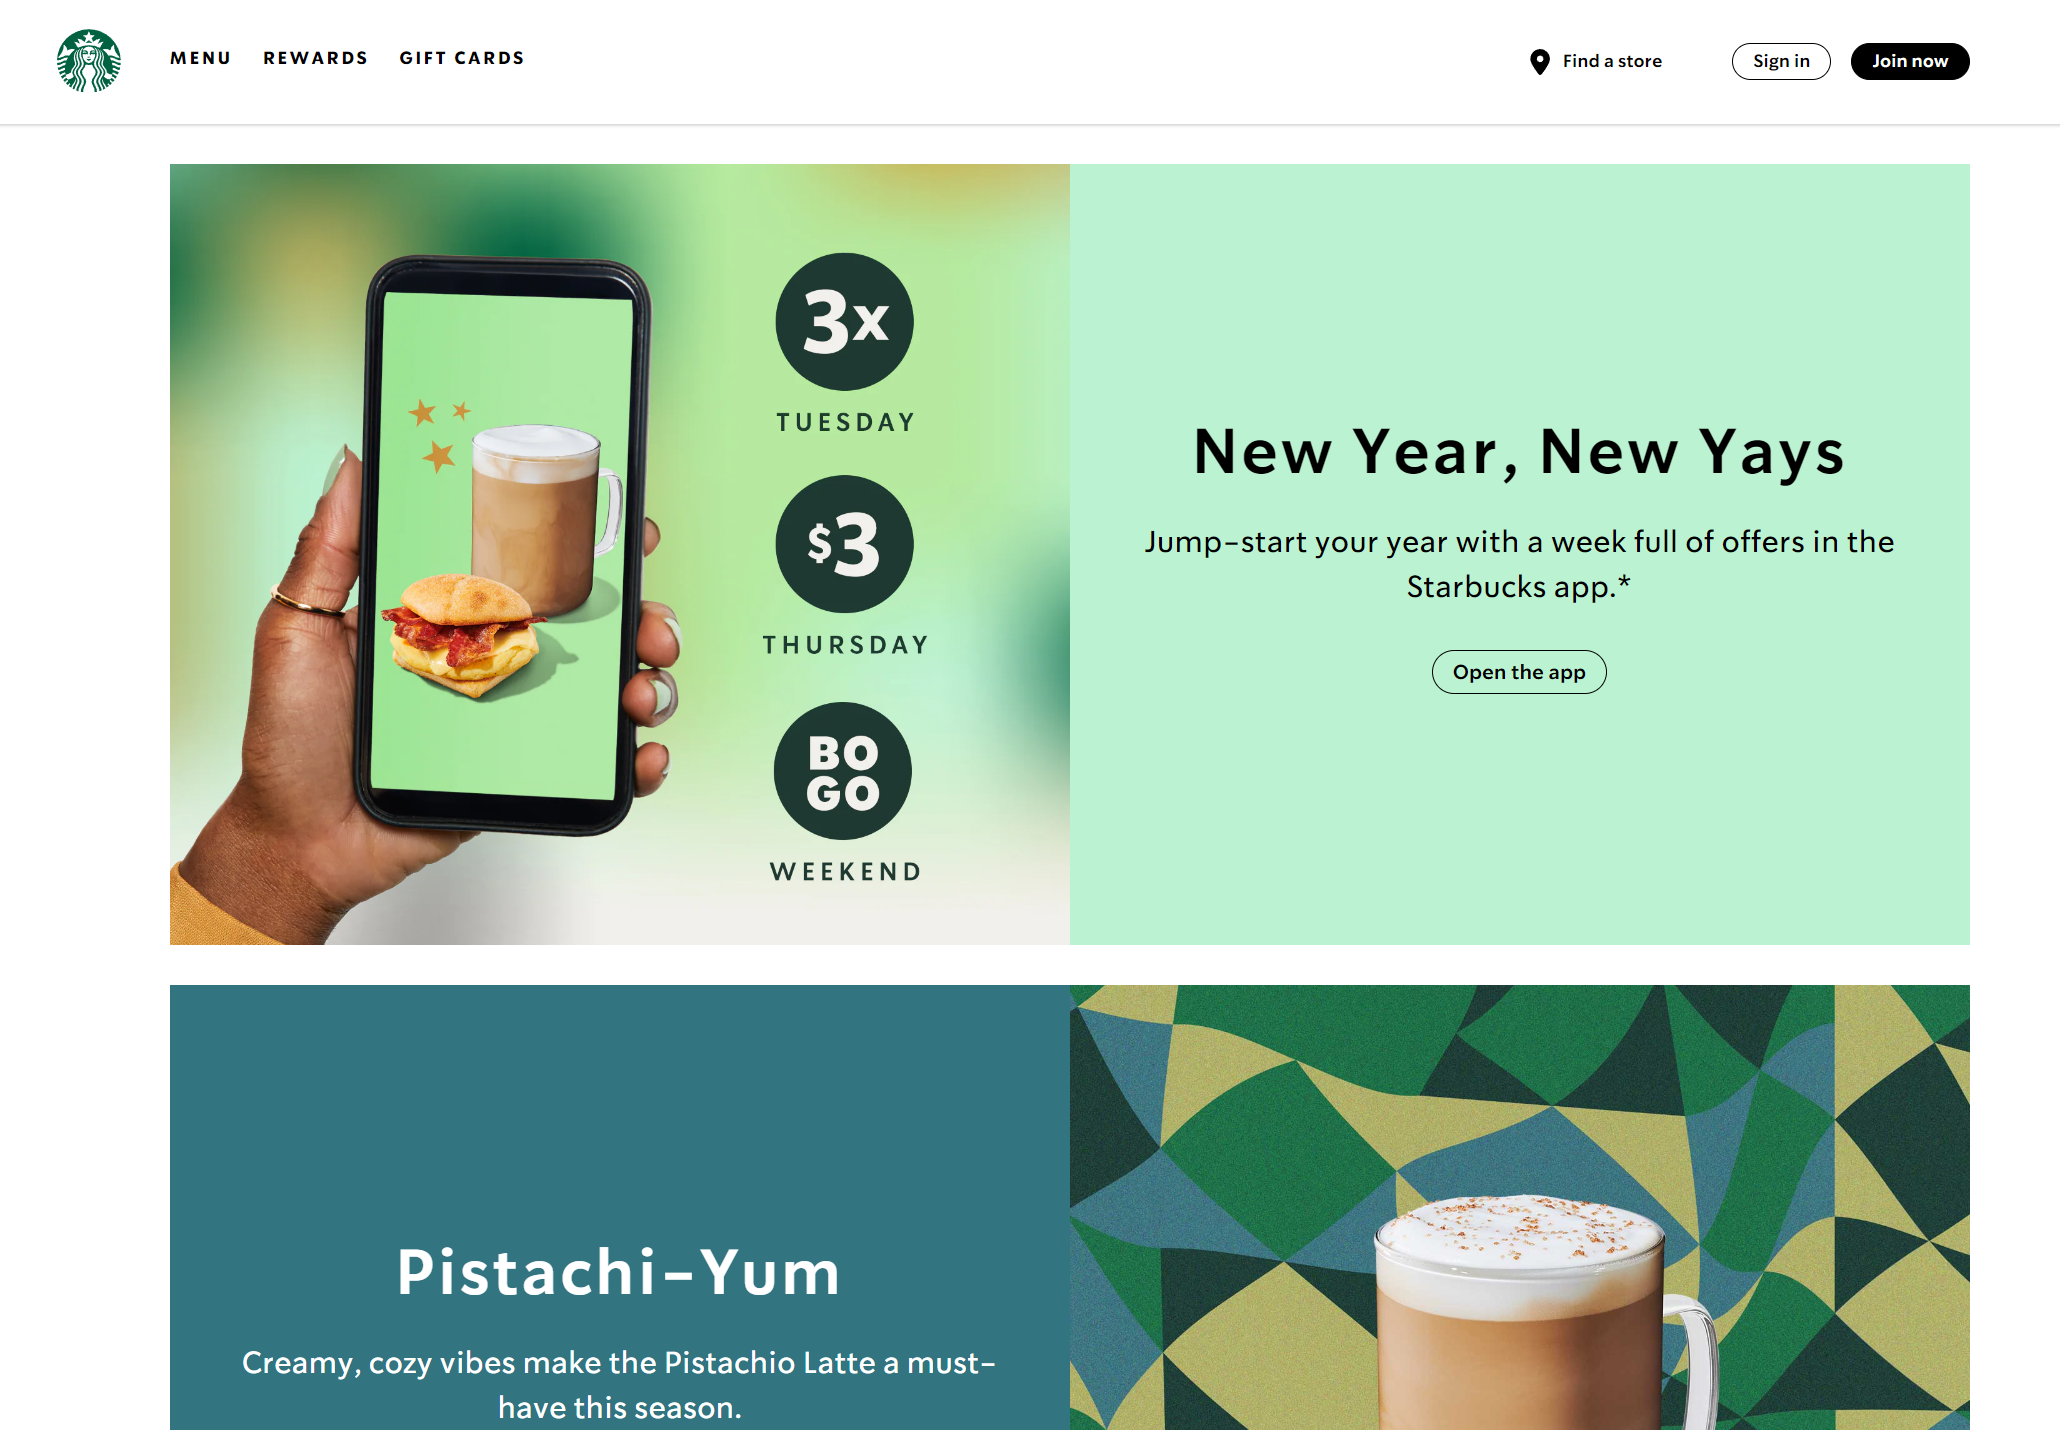 MENU REWARDS GIFT CARDS Find a store Sign in Join now
3x
TUESDAY
$3
THURSDAY
BO
GO
WEEKEND
New Year, New Yays
Jump-start your year with a week full of offers in the
Starbucks app.*
Open the app
Pistachi-Yum
Creamy, cozy vibes make the Pistachio Latte a must-
have this season.